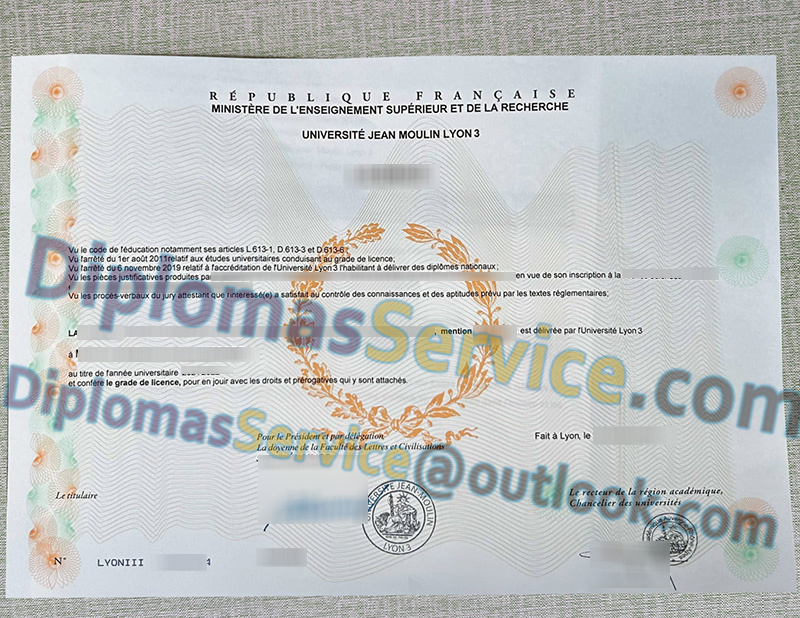 RÉPUBLIQUE FRANÇAISE
MINISTÈRE DE L'ENSEIGNEMENT SUPÉRIEUR ET DE LA RECHERCHE
UNIVERSITÉ JEAN MOULIN LYON 3
Vu le code de l'éducation notamment ses articles L.613-1, D.613-3 et D.613-6;
Vu l'arrêté du 1er août 2011 relatif aux études universitaires conduisant au grade de licence;
Vu l'arrêté du 6 novembre 2019 relatif à l'accréditation de l'Université Lyon 3 l'habilitant à délivrer des diplômes nationaux;
Vu les pièces justificatives produites par en vue de son inscription à la
Vu les procès-verbaux du jury attestant que l'intéressé(e) a satisfait au contrôle des connaissances et des aptitudes prévu par les textes réglementaires;
LA , mention est délivrée par l'Université Lyon 3
à
au titre de l'année universitaire
et confère le grade de licence, pour en jouir avec les droits et prérogatives qui y sont attachés.
DiplomasService.com
Fait à Lyon, le
Pour le Président et par délégation
La doyenne de la Faculté des Lettres et Civilisations
DiplomasService@outlook.com
Le titulaire
Le recteur de la région académique,
Chancelier des universités
UNIVERSITÉ JEAN-MOULIN
LYON 3
N° LYONIII 4